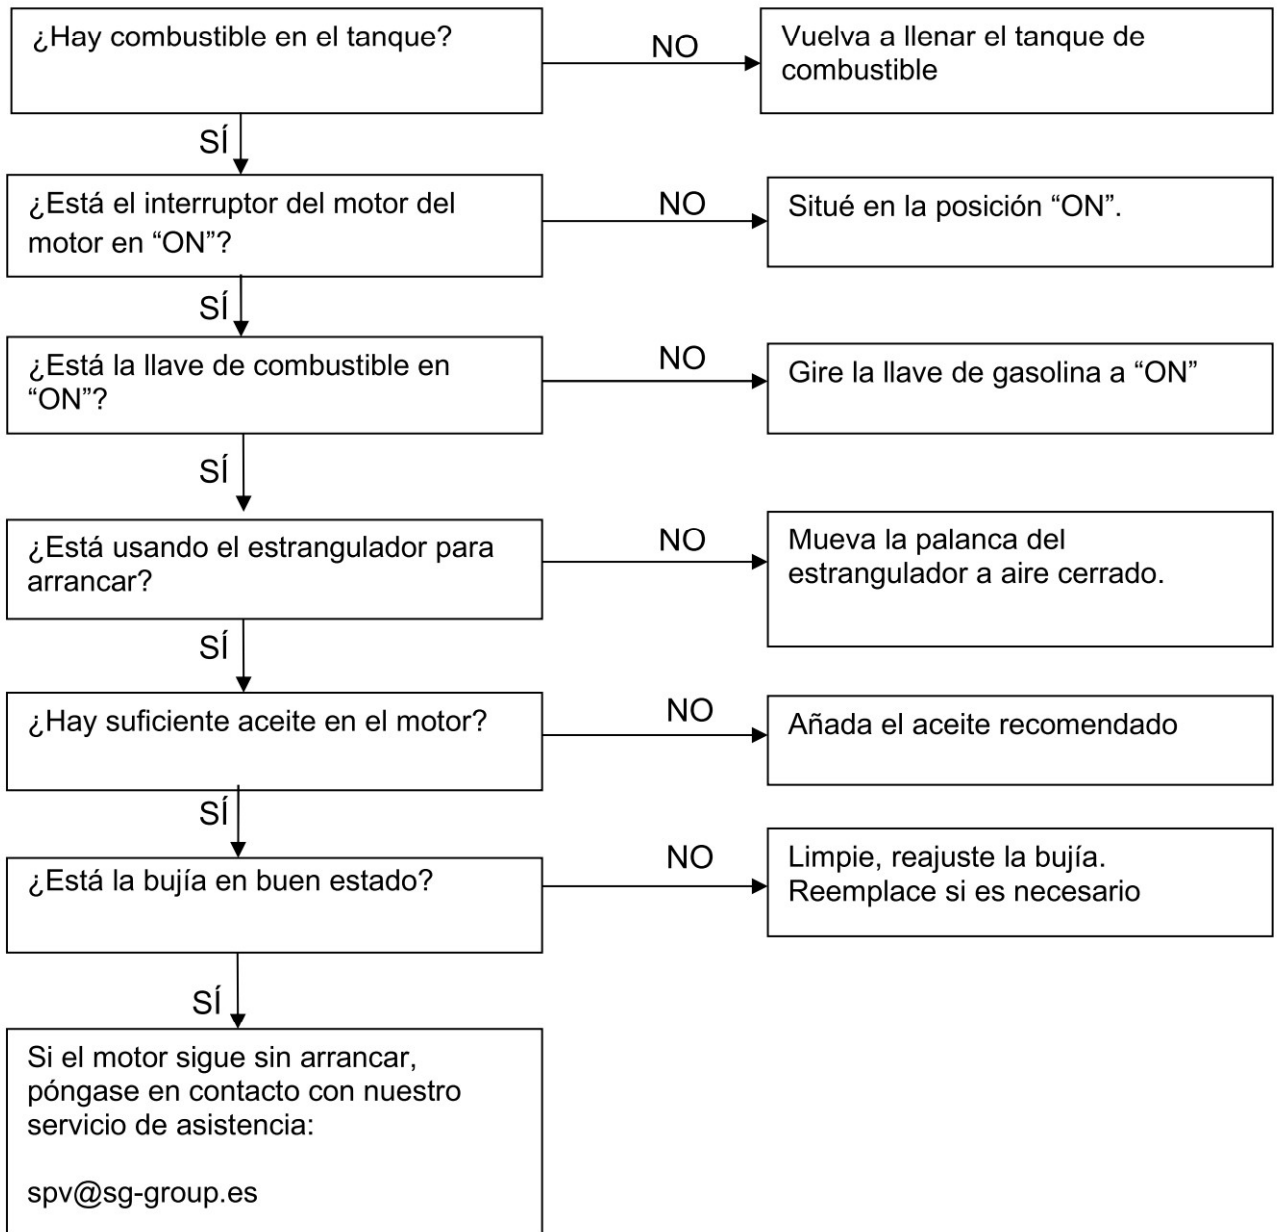 ¿Hay combustible en el tanque?
NO
Vuelva a llenar el tanque de
combustible
SÍ
¿Está el interruptor del motor del
motor en “ON”?
NO
Situé en la posición “ON”.
SÍ
¿Está la llave de combustible en
“ON”?
NO
Gire la llave de gasolina a “ON”
SÍ
¿Está usando el estrangulador para
arrancar?
NO
Mueva la palanca del
estrangulador a aire cerrado.
SÍ
¿Hay suficiente aceite en el motor?
NO
Añada el aceite recomendado
SÍ
¿Está la bujía en buen estado?
NO
Limpie, reajuste la bujía.
Reemplace si es necesario
SÍ
Si el motor sigue sin arrancar,
póngase en contacto con nuestro
servicio de asistencia:
spv@sg-group.es